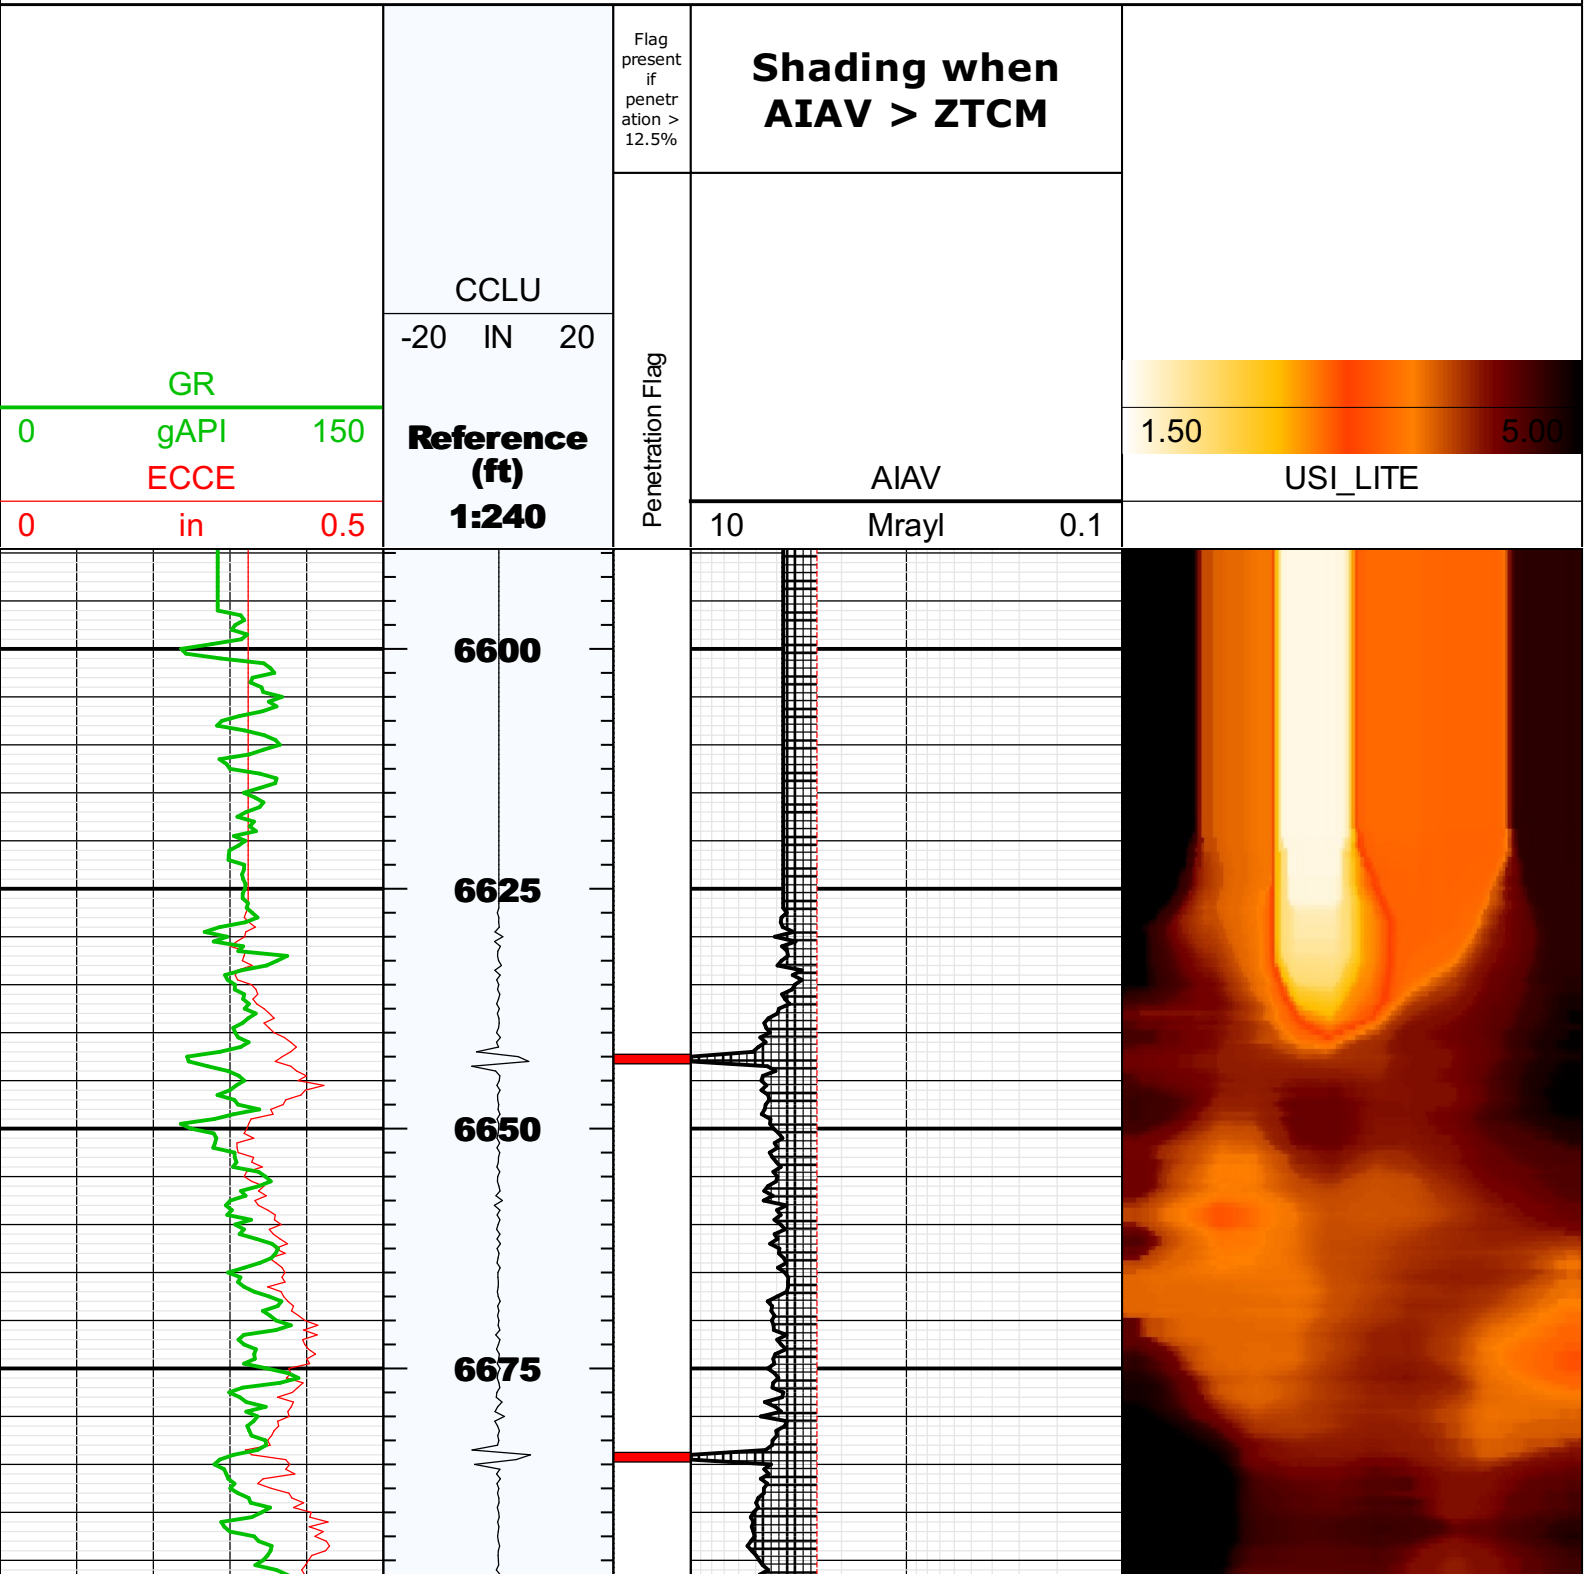 Flag
present
if
penetr
ation >
12.5%
Shading when
AIAV > ZTCM
CCLU
-20 IN 20
GR
0 gAPI 150
ECCE
0 in 0.5
Reference
(ft)
1:240
Penetration Flag
AIAV
10 Mrayl 0.1
1.50 5.00
USI_LITE
6600
6625
6650
6675